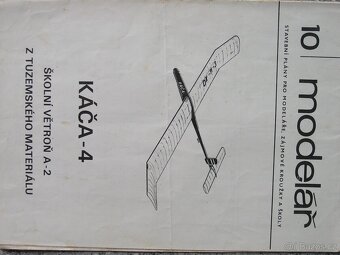 10 modelář
STAVEBNÍ PLÁNY PRO MODELÁŘE, ZÁJMOVÉ KROUŽKY A ŠKOLY
KÁČA-4
ŠKOLNÍ VĚTROŇ A-2
Z TUZEMSKÉHO MATERIÁLU